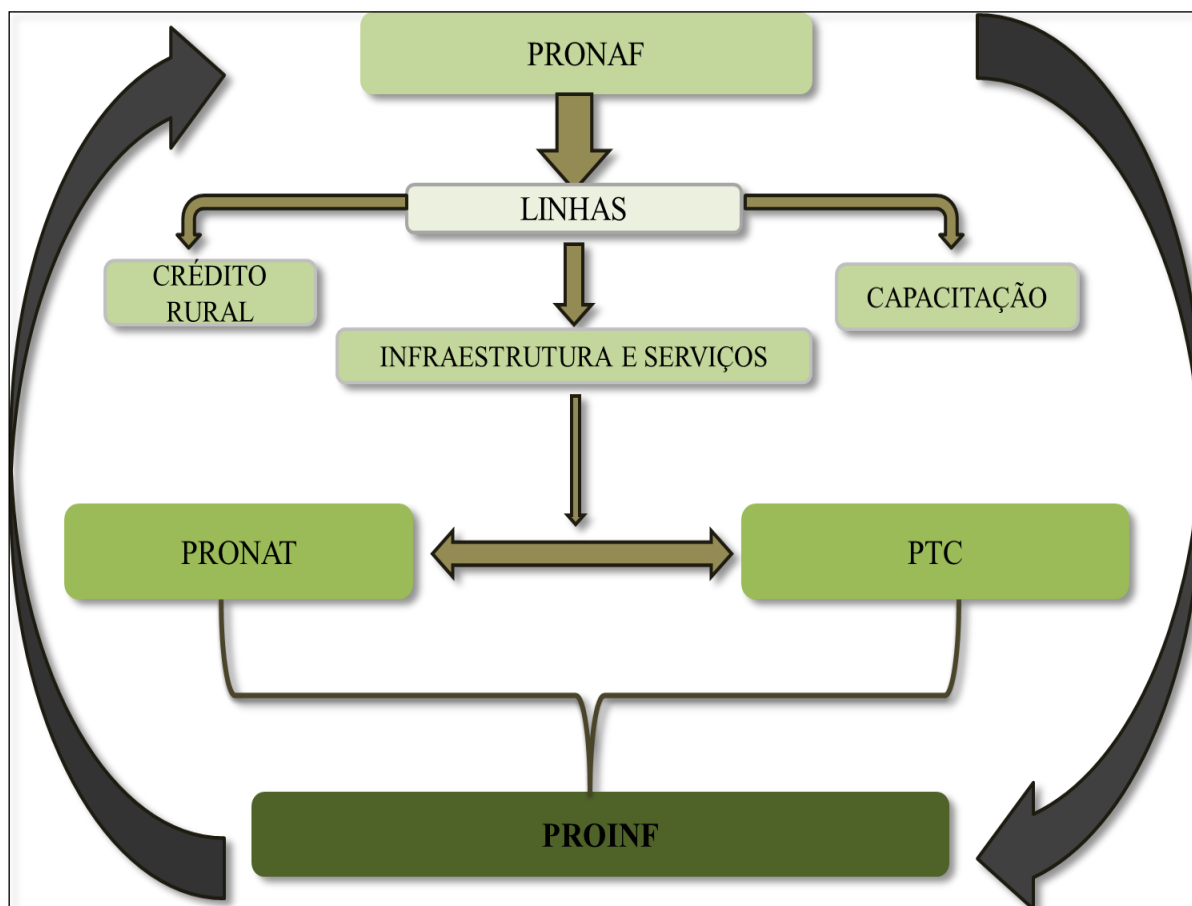 PRONAF
LINHAS
CRÉDITO
RURAL
CAPACITAÇÃO
INFRAESTRUTURA E SERVIÇOS
PRONAT
PTC
PROINF